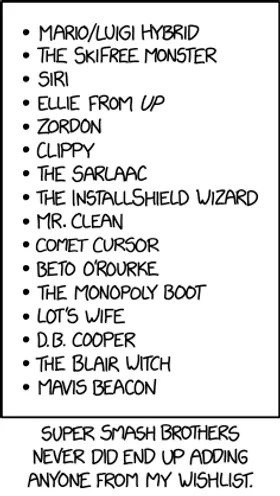 • MARIO/LUIGI HYBRID
• THE SKIFREE MONSTER
• SIRI
• ELLIE FROM UP
• ZORDON
• CLIPPY
• THE SARLAAC
• THE INSTALLSHIELD WIZARD
• MR. CLEAN
• COMET CURSOR
• BETO O'ROURKE
• THE MONOPOLY BOOT
• LOT'S WIFE
• D.B. COOPER
• THE BLAIR WITCH
• MAVIS BEACON
SUPER SMASH BROTHERS
NEVER DID END UP ADDING
ANYONE FROM MY WISHLIST.